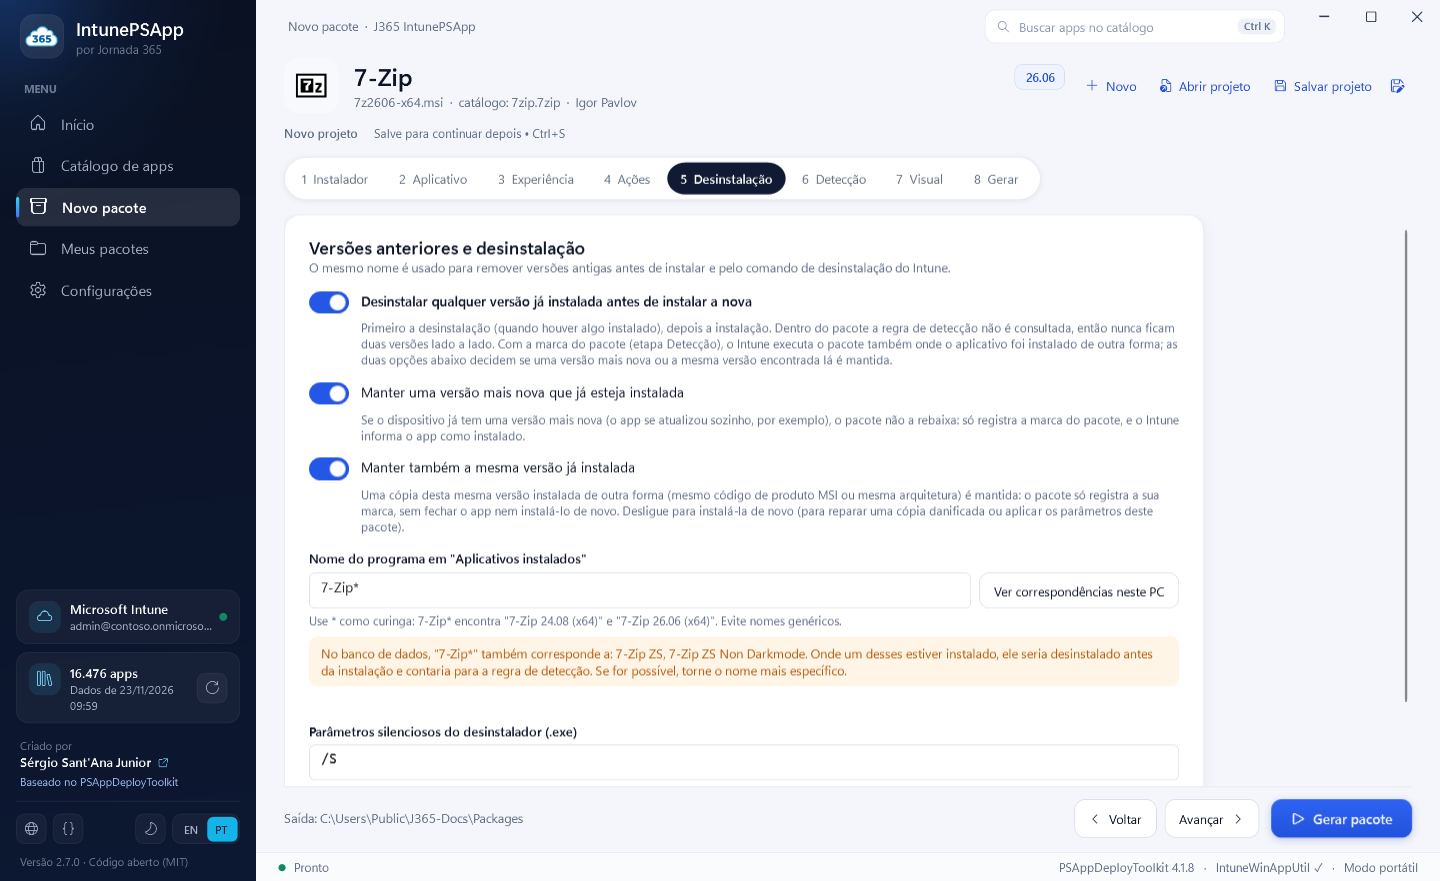 365
IntunePSApp
por Jornada 365
MENU
Início
Catálogo de apps
Novo pacote
Meus pacotes
Configurações
Microsoft Intune
admin@contoso.onmicroso...
16.476 apps
Dados de 23/11/2026
09:59
Criado por
Sérgio Sant'Ana Junior
Baseado no PSAppDeployToolkit
EN
PT
Versão 2.7.0 · Código aberto (MIT)
Novo pacote · J365 IntunePSApp
Buscar apps no catálogo
Ctrl K
7z
7-Zip
7z2606-x64.msi · catálogo: 7zip.7zip · Igor Pavlov
26.06
Novo
Abrir projeto
Salvar projeto
Novo projeto
Salve para continuar depois • Ctrl+S
1 Instalador
2 Aplicativo
3 Experiência
4 Ações
5 Desinstalação
6 Detecção
7 Visual
8 Gerar
Versões anteriores e desinstalação
O mesmo nome é usado para remover versões antigas antes de instalar e pelo comando de desinstalação do Intune.
Desinstalar qualquer versão já instalada antes de instalar a nova
Primeiro a desinstalação (quando houver algo instalado), depois a instalação. Dentro do pacote a regra de detecção não é consultada, então nunca ficam
duas versões lado a lado. Com a marca do pacote (etapa Detecção), o Intune executa o pacote também onde o aplicativo foi instalado de outra forma; as
duas opções abaixo decidem se uma versão mais nova ou a mesma versão encontrada lá é mantida.
Manter uma versão mais nova que já esteja instalada
Se o dispositivo já tem uma versão mais nova (o app se atualizou sozinho, por exemplo), o pacote não a rebaixa: só registra a marca do pacote, e o Intune
informa o app como instalado.
Manter também a mesma versão já instalada
Uma cópia desta mesma versão instalada de outra forma (mesmo código de produto MSI ou mesma arquitetura) é mantida: o pacote só registra a sua
marca, sem fechar o app nem instalá-lo de novo. Desligue para instalá-la de novo (para reparar uma cópia danificada ou aplicar os parâmetros deste
pacote).
Nome do programa em "Aplicativos instalados"
7-Zip*
Ver correspondências neste PC
Use * como curinga: 7-Zip* encontra "7-Zip 24.08 (x64)" e "7-Zip 26.06 (x64)". Evite nomes genéricos.
No banco de dados, "7-Zip*" também corresponde a: 7-Zip ZS, 7-Zip ZS Non Darkmode. Onde um desses estiver instalado, ele seria desinstalado antes
da instalação e contaria para a regra de detecção. Se for possível, torne o nome mais específico.
Parâmetros silenciosos do desinstalador (.exe)
/S
Saída: C:\Users\Public\J365-Docs\Packages
Voltar
Avançar
Gerar pacote
Pronto
PSAppDeployToolkit 4.1.8 · IntuneWinAppUtil ✓ · Modo portátil